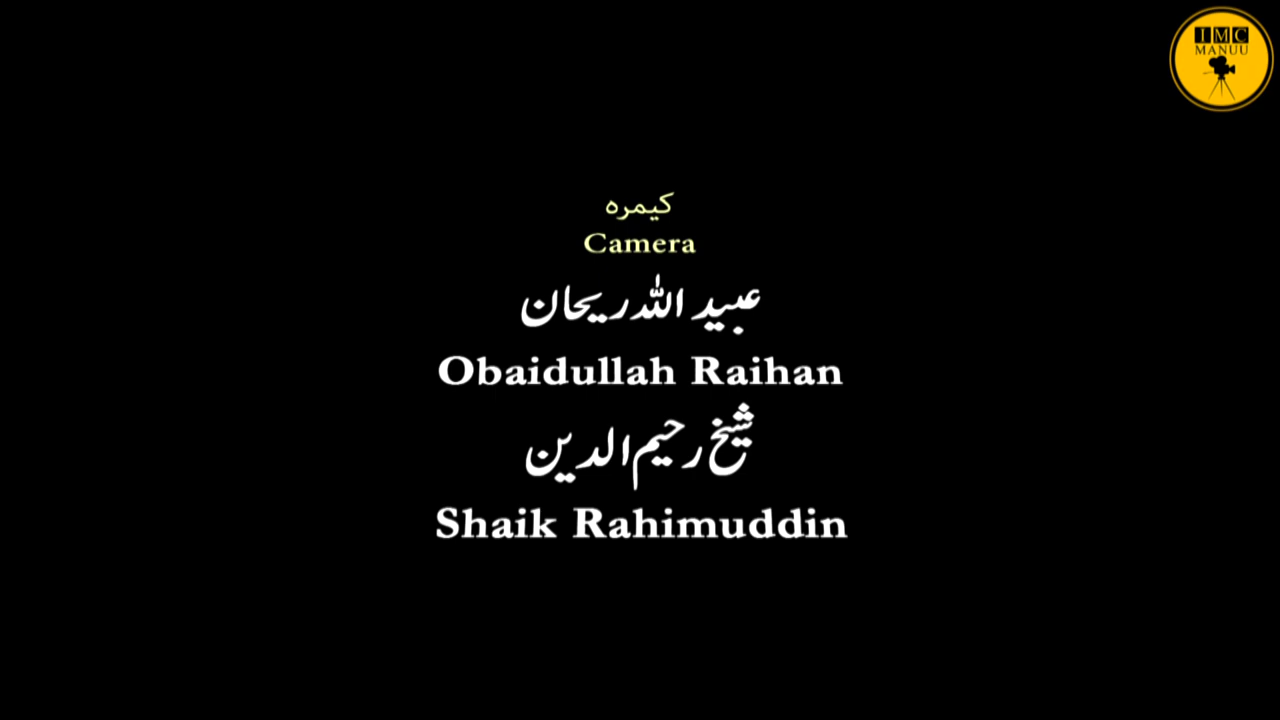 IMC
MANUU
کیمرہ
Camera
عبید اللہ ریحان
Obaidullah Raihan
شیخ رحیم الدین
Shaik Rahimuddin